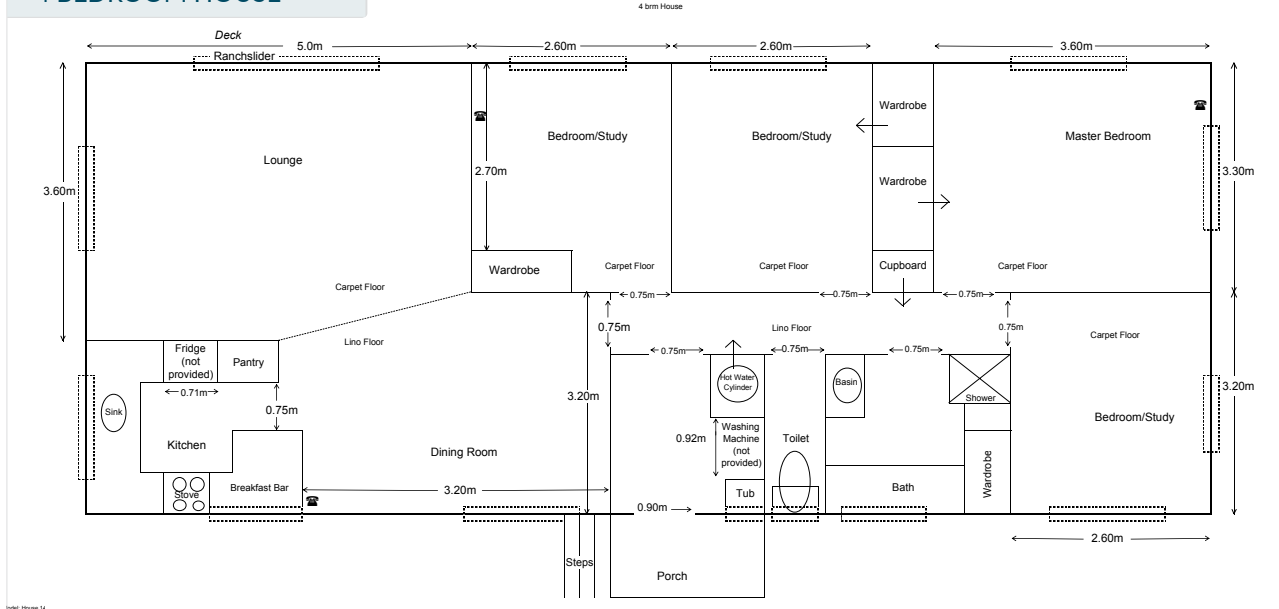 4 brm House
Deck
5.0m
2.60m
2.60m
3.60m
Ranchslider
Wardrobe
Bedroom/Study
Bedroom/Study
Master Bedroom
Lounge
2.70m
3.30m
Wardrobe
3.60m
Wardrobe
Carpet Floor
Carpet Floor
Cupboard
Carpet Floor
Carpet Floor
0.75m
0.75m
0.75m
0.75m
Lino Floor
0.75m
Carpet Floor
Lino Floor
Fridge
(not
provided)
Pantry
0.75m
0.75m
0.75m
0.71m
Hot Water
Cylinder
Basin
3.20m
Sink
0.75m
3.20m
Shower
Bedroom/Study
Kitchen
0.92m
Washing
Machine
(not
provided)
Toilet
Dining Room
Wardrobe
Stove
Breakfast Bar
3.20m
Tub
Bath
0.90m
2.60m
Steps
Porch